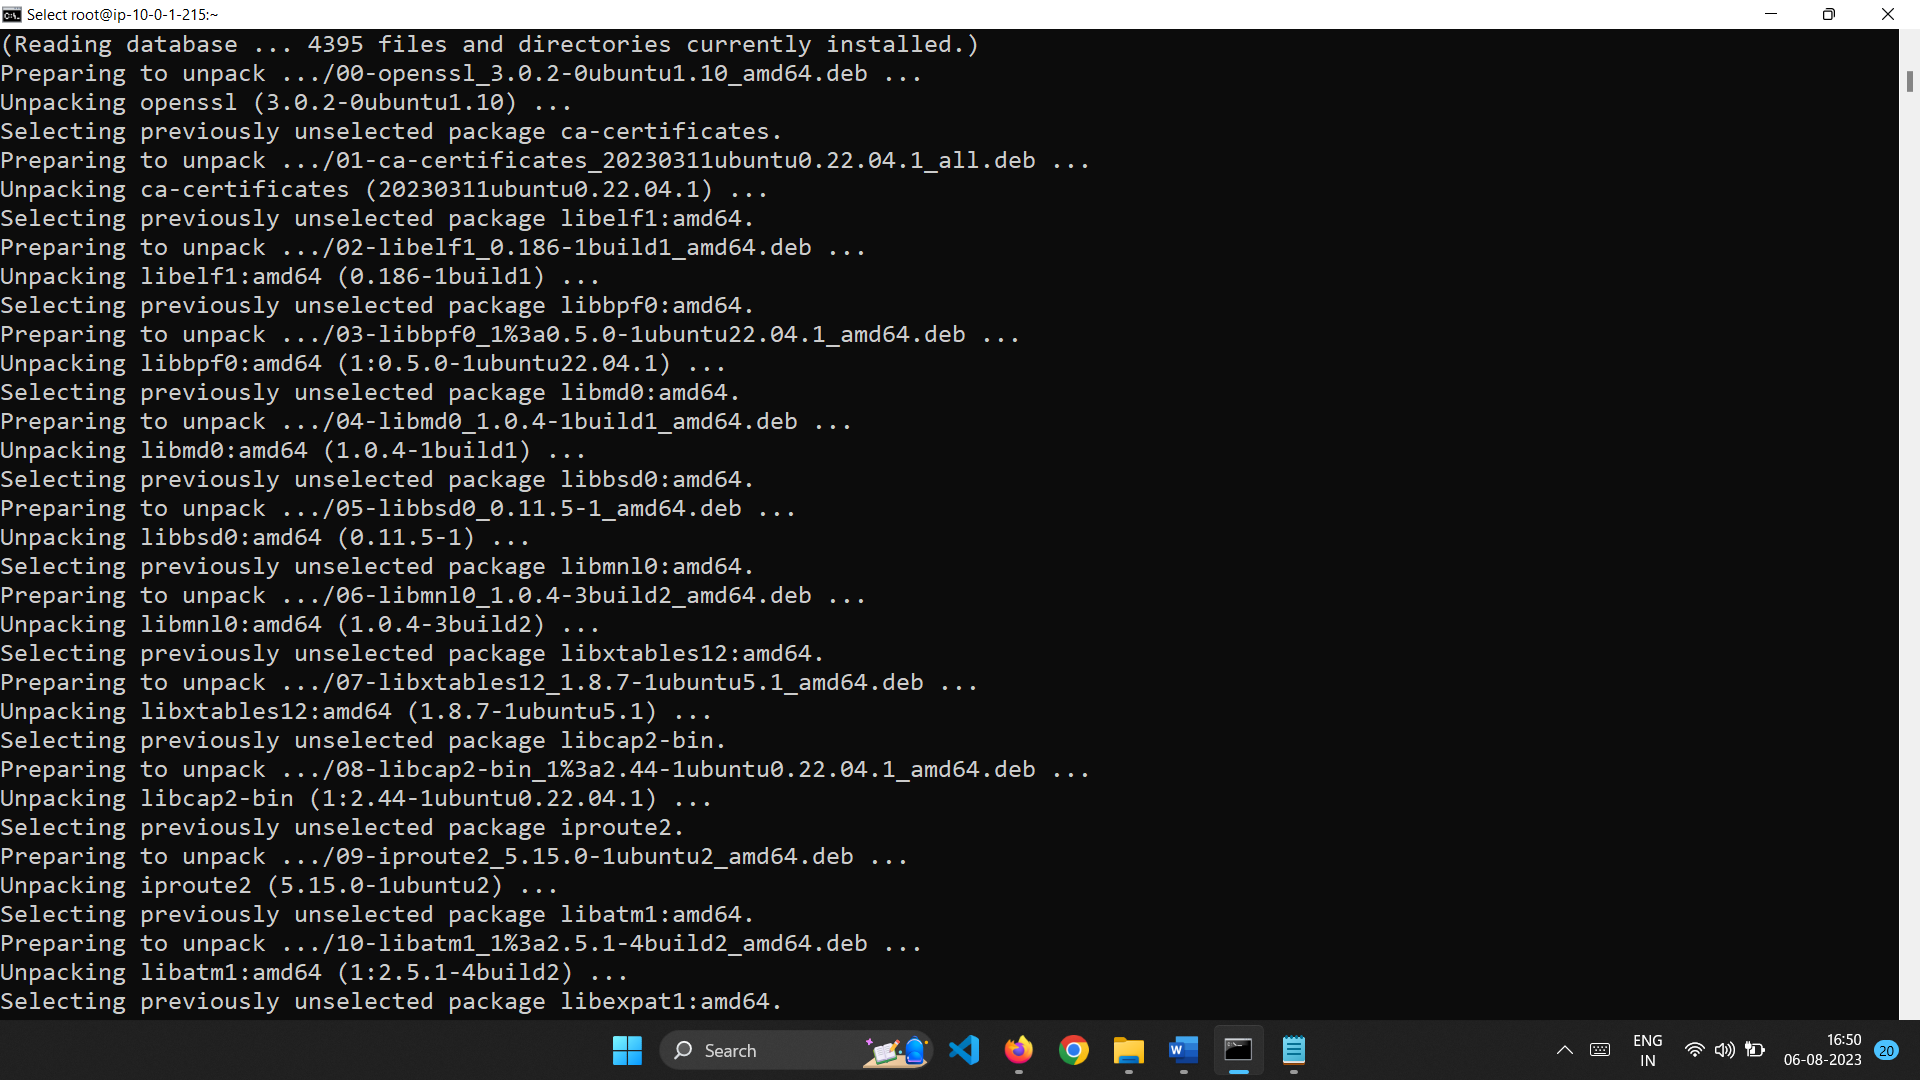 Select root@ip-10-0-1-215:~
(Reading database ... 4395 files and directories currently installed.)
Preparing to unpack .../00-openssl_3.0.2-0ubuntu1.10_amd64.deb ...
Unpacking openssl (3.0.2-0ubuntu1.10) ...
Selecting previously unselected package ca-certificates.
Preparing to unpack .../01-ca-certificates_20230311ubuntu0.22.04.1_all.deb ...
Unpacking ca-certificates (20230311ubuntu0.22.04.1) ...
Selecting previously unselected package libelf1:amd64.
Preparing to unpack .../02-libelf1_0.186-1build1_amd64.deb ...
Unpacking libelf1:amd64 (0.186-1build1) ...
Selecting previously unselected package libbpf0:amd64.
Preparing to unpack .../03-libbpf0_1%3a0.5.0-1ubuntu22.04.1_amd64.deb ...
Unpacking libbpf0:amd64 (1:0.5.0-1ubuntu22.04.1) ...
Selecting previously unselected package libmd0:amd64.
Preparing to unpack .../04-libmd0_1.0.4-1build1_amd64.deb ...
Unpacking libmd0:amd64 (1.0.4-1build1) ...
Selecting previously unselected package libbsd0:amd64.
Preparing to unpack .../05-libbsd0_0.11.5-1_amd64.deb ...
Unpacking libbsd0:amd64 (0.11.5-1) ...
Selecting previously unselected package libmnl0:amd64.
Preparing to unpack .../06-libmnl0_1.0.4-3build2_amd64.deb ...
Unpacking libmnl0:amd64 (1.0.4-3build2) ...
Selecting previously unselected package libxtables12:amd64.
Preparing to unpack .../07-libxtables12_1.8.7-1ubuntu5.1_amd64.deb ...
Unpacking libxtables12:amd64 (1.8.7-1ubuntu5.1) ...
Selecting previously unselected package libcap2-bin.
Preparing to unpack .../08-libcap2-bin_1%3a2.44-1ubuntu0.22.04.1_amd64.deb ...
Unpacking libcap2-bin (1:2.44-1ubuntu0.22.04.1) ...
Selecting previously unselected package iproute2.
Preparing to unpack .../09-iproute2_5.15.0-1ubuntu2_amd64.deb ...
Unpacking iproute2 (5.15.0-1ubuntu2) ...
Selecting previously unselected package libatm1:amd64.
Preparing to unpack .../10-libatm1_1%3a2.5.1-4build2_amd64.deb ...
Unpacking libatm1:amd64 (1:2.5.1-4build2) ...
Selecting previously unselected package libexpat1:amd64.
Search
ENG
IN
16:50
06-08-2023
20